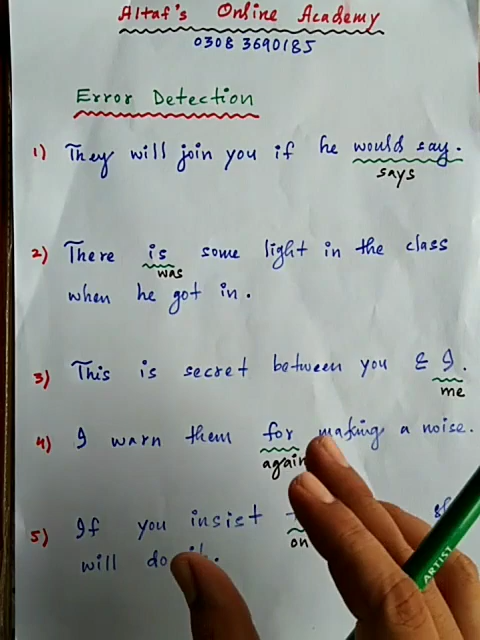 Altaf's Online Academy
0308 3690185
Error Detection
1) They will join you if he would say.
says
2) There is some light in the class
was
when he got in.
3) This is secret between you & I.
me
4) I warn them for making a noise.
again
5) If you insist
on
will do it.